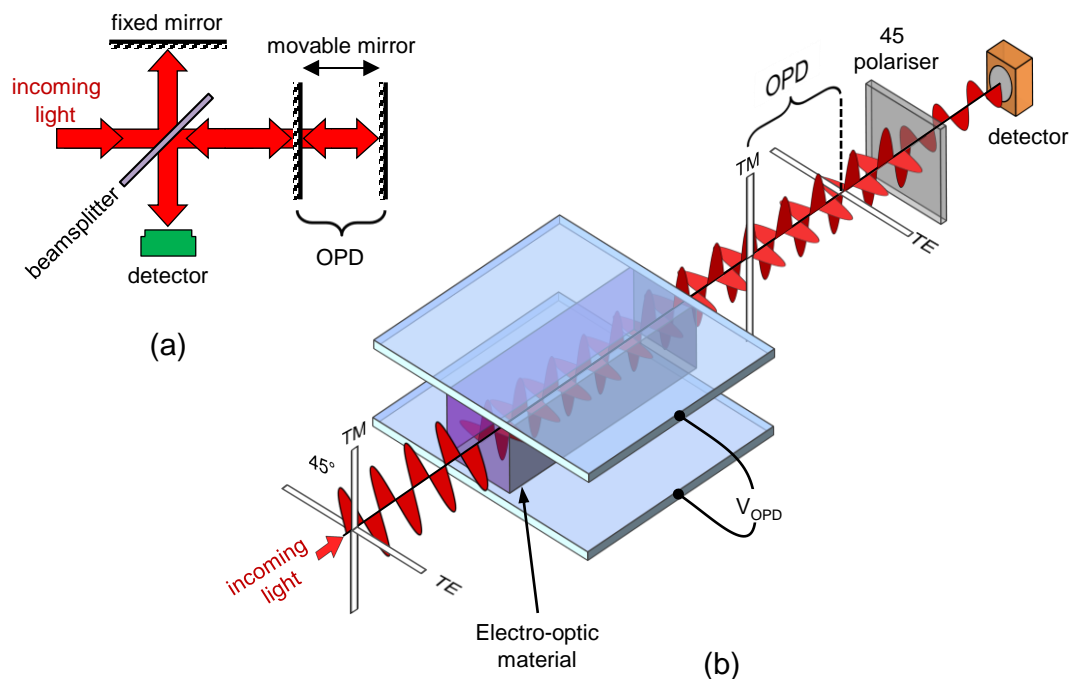 fixed mirror
movable mirror
incoming
light
beamsplitter
detector
OPD
(a)
45
polariser
detector
OPD
TM
TE
TM
45°
TE
incoming
light
V_OPD
Electro-optic
material
(b)